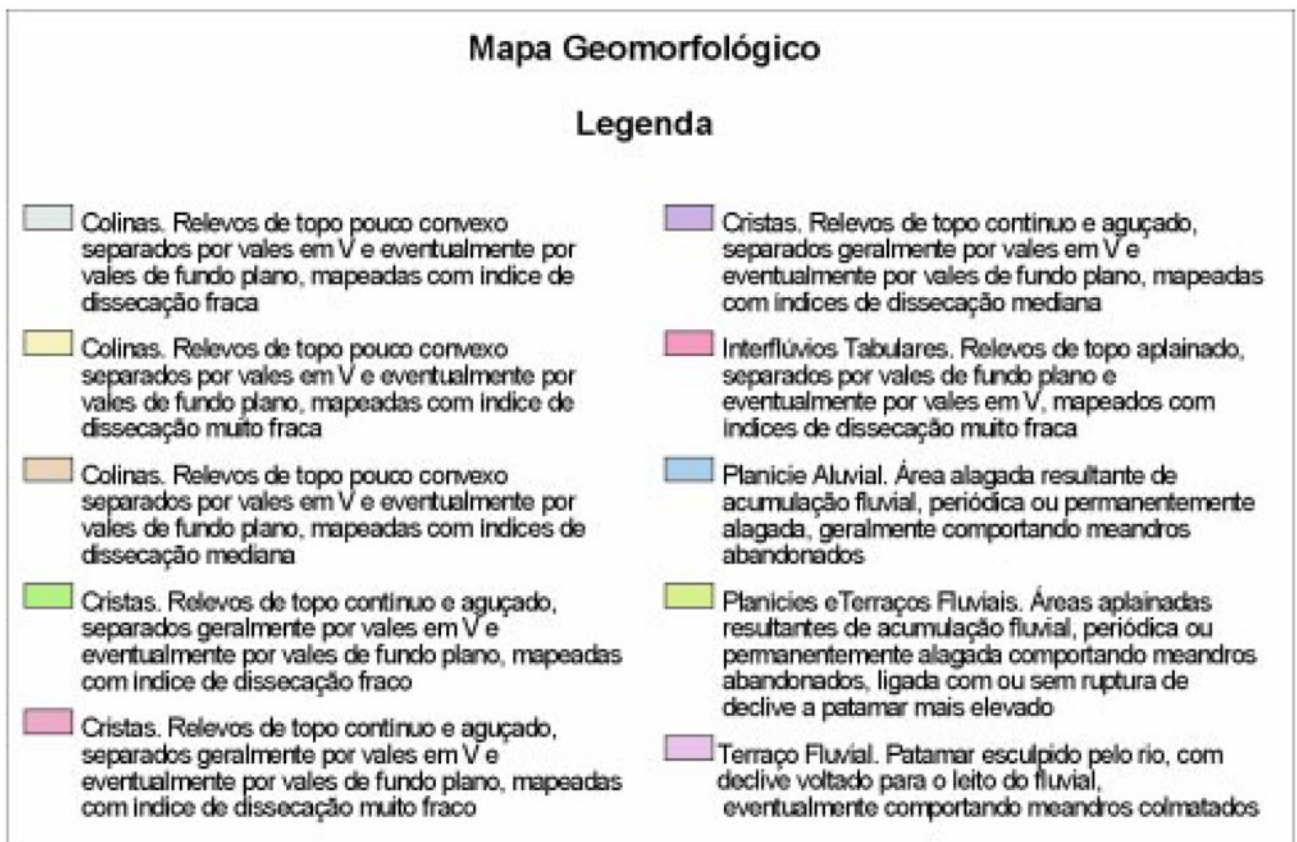 Mapa Geomorfológico
Legenda
Colinas. Relevos de topo pouco convexo
separados por vales em V e eventualmente por
vales de fundo plano, mapeadas com índice de
dissecação fraca
Colinas. Relevos de topo pouco convexo
separados por vales em V e eventualmente por
vales de fundo plano, mapeadas com índice de
dissecação muito fraca
Colinas. Relevos de topo pouco convexo
separados por vales em V e eventualmente por
vales de fundo plano, mapeadas com índices de
dissecação mediana
Cristas. Relevos de topo contínuo e aguçado,
separados geralmente por vales em V e
eventualmente por vales de fundo plano, mapeadas
com índice de dissecação fraco
Cristas. Relevos de topo contínuo e aguçado,
separados geralmente por vales em V e
eventualmente por vales de fundo plano, mapeadas
com índice de dissecação muito fraco
Cristas. Relevos de topo contínuo e aguçado,
separados geralmente por vales em V e
eventualmente por vales de fundo plano, mapeadas
com índices de dissecação mediana
Interflúvios Tabulares. Relevos de topo aplainado,
separados por vales de fundo plano e
eventualmente por vales em V, mapeados com
índices de dissecação muito fraca
Planície Aluvial. Área alagada resultante de
acumulação fluvial, periódica ou permanentemente
alagada, geralmente comportando meandros
abandonados
Planícies eTerraços Fluviais. Áreas aplainadas
resultantes de acumulação fluvial, periódica ou
permanentemente alagada comportando meandros
abandonados, ligada com ou sem ruptura de
declive a patamar mais elevado
Terraço Fluvial. Patamar esculpido pelo rio, com
declive voltado para o leito do fluvial,
eventualmente comportando meandros colmatados